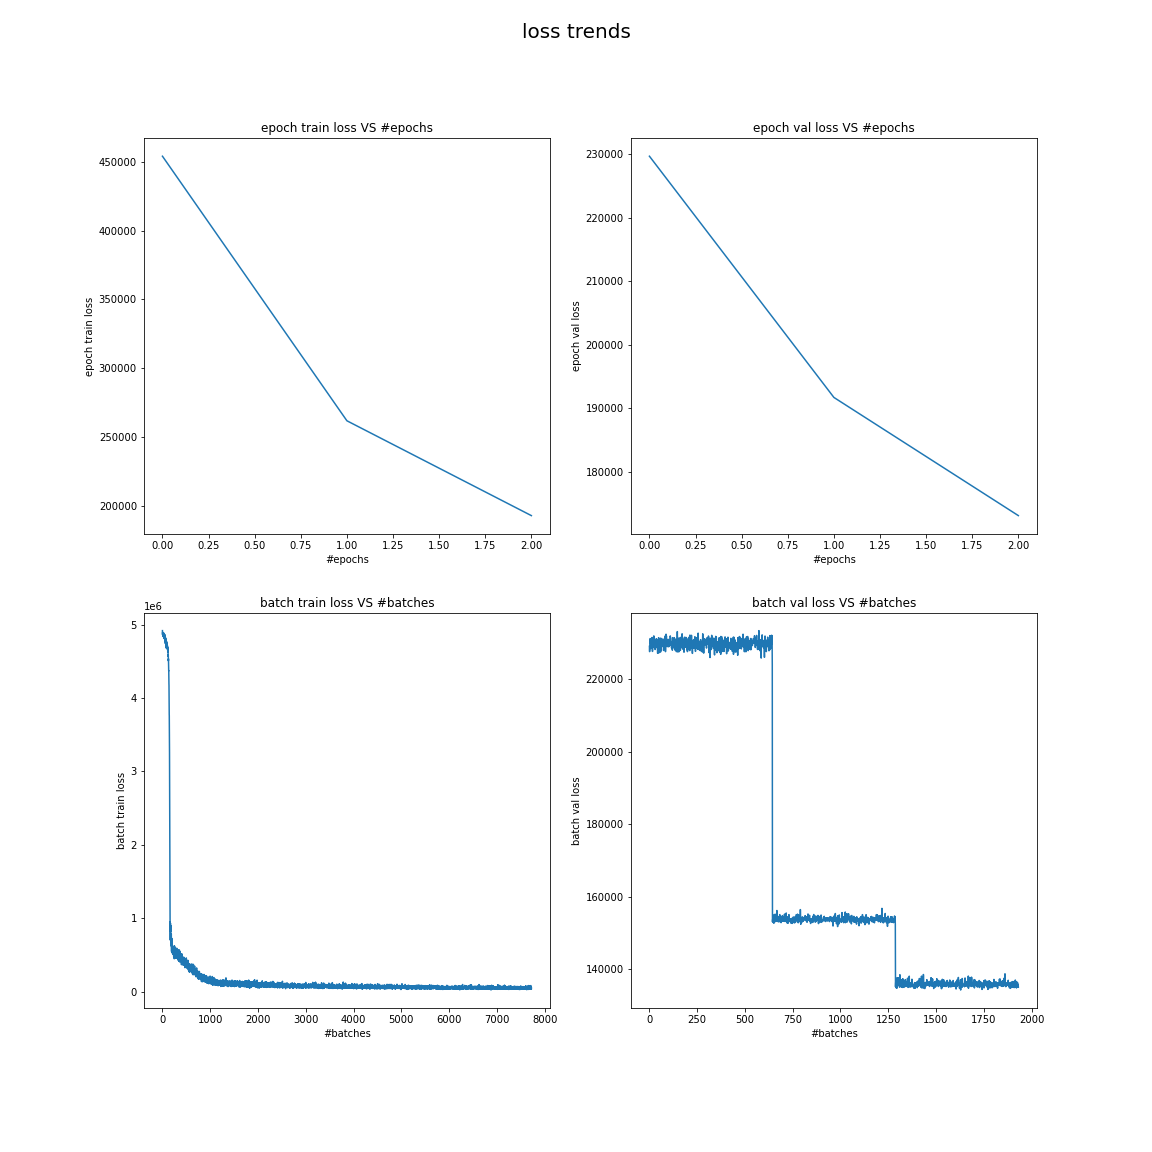 loss trends
epoch train loss VS #epochs
450000
400000
350000
300000
250000
200000
epoch train loss
0.00 0.25 0.50 0.75 1.00 1.25 1.50 1.75 2.00
#epochs
epoch val loss VS #epochs
230000
220000
210000
200000
190000
180000
epoch val loss
0.00 0.25 0.50 0.75 1.00 1.25 1.50 1.75 2.00
#epochs
batch train loss VS #batches
1e6
5
4
3
2
1
0
batch train loss
0 1000 2000 3000 4000 5000 6000 7000 8000
#batches
batch val loss VS #batches
220000
200000
180000
160000
140000
batch val loss
0 250 500 750 1000 1250 1500 1750 2000
#batches